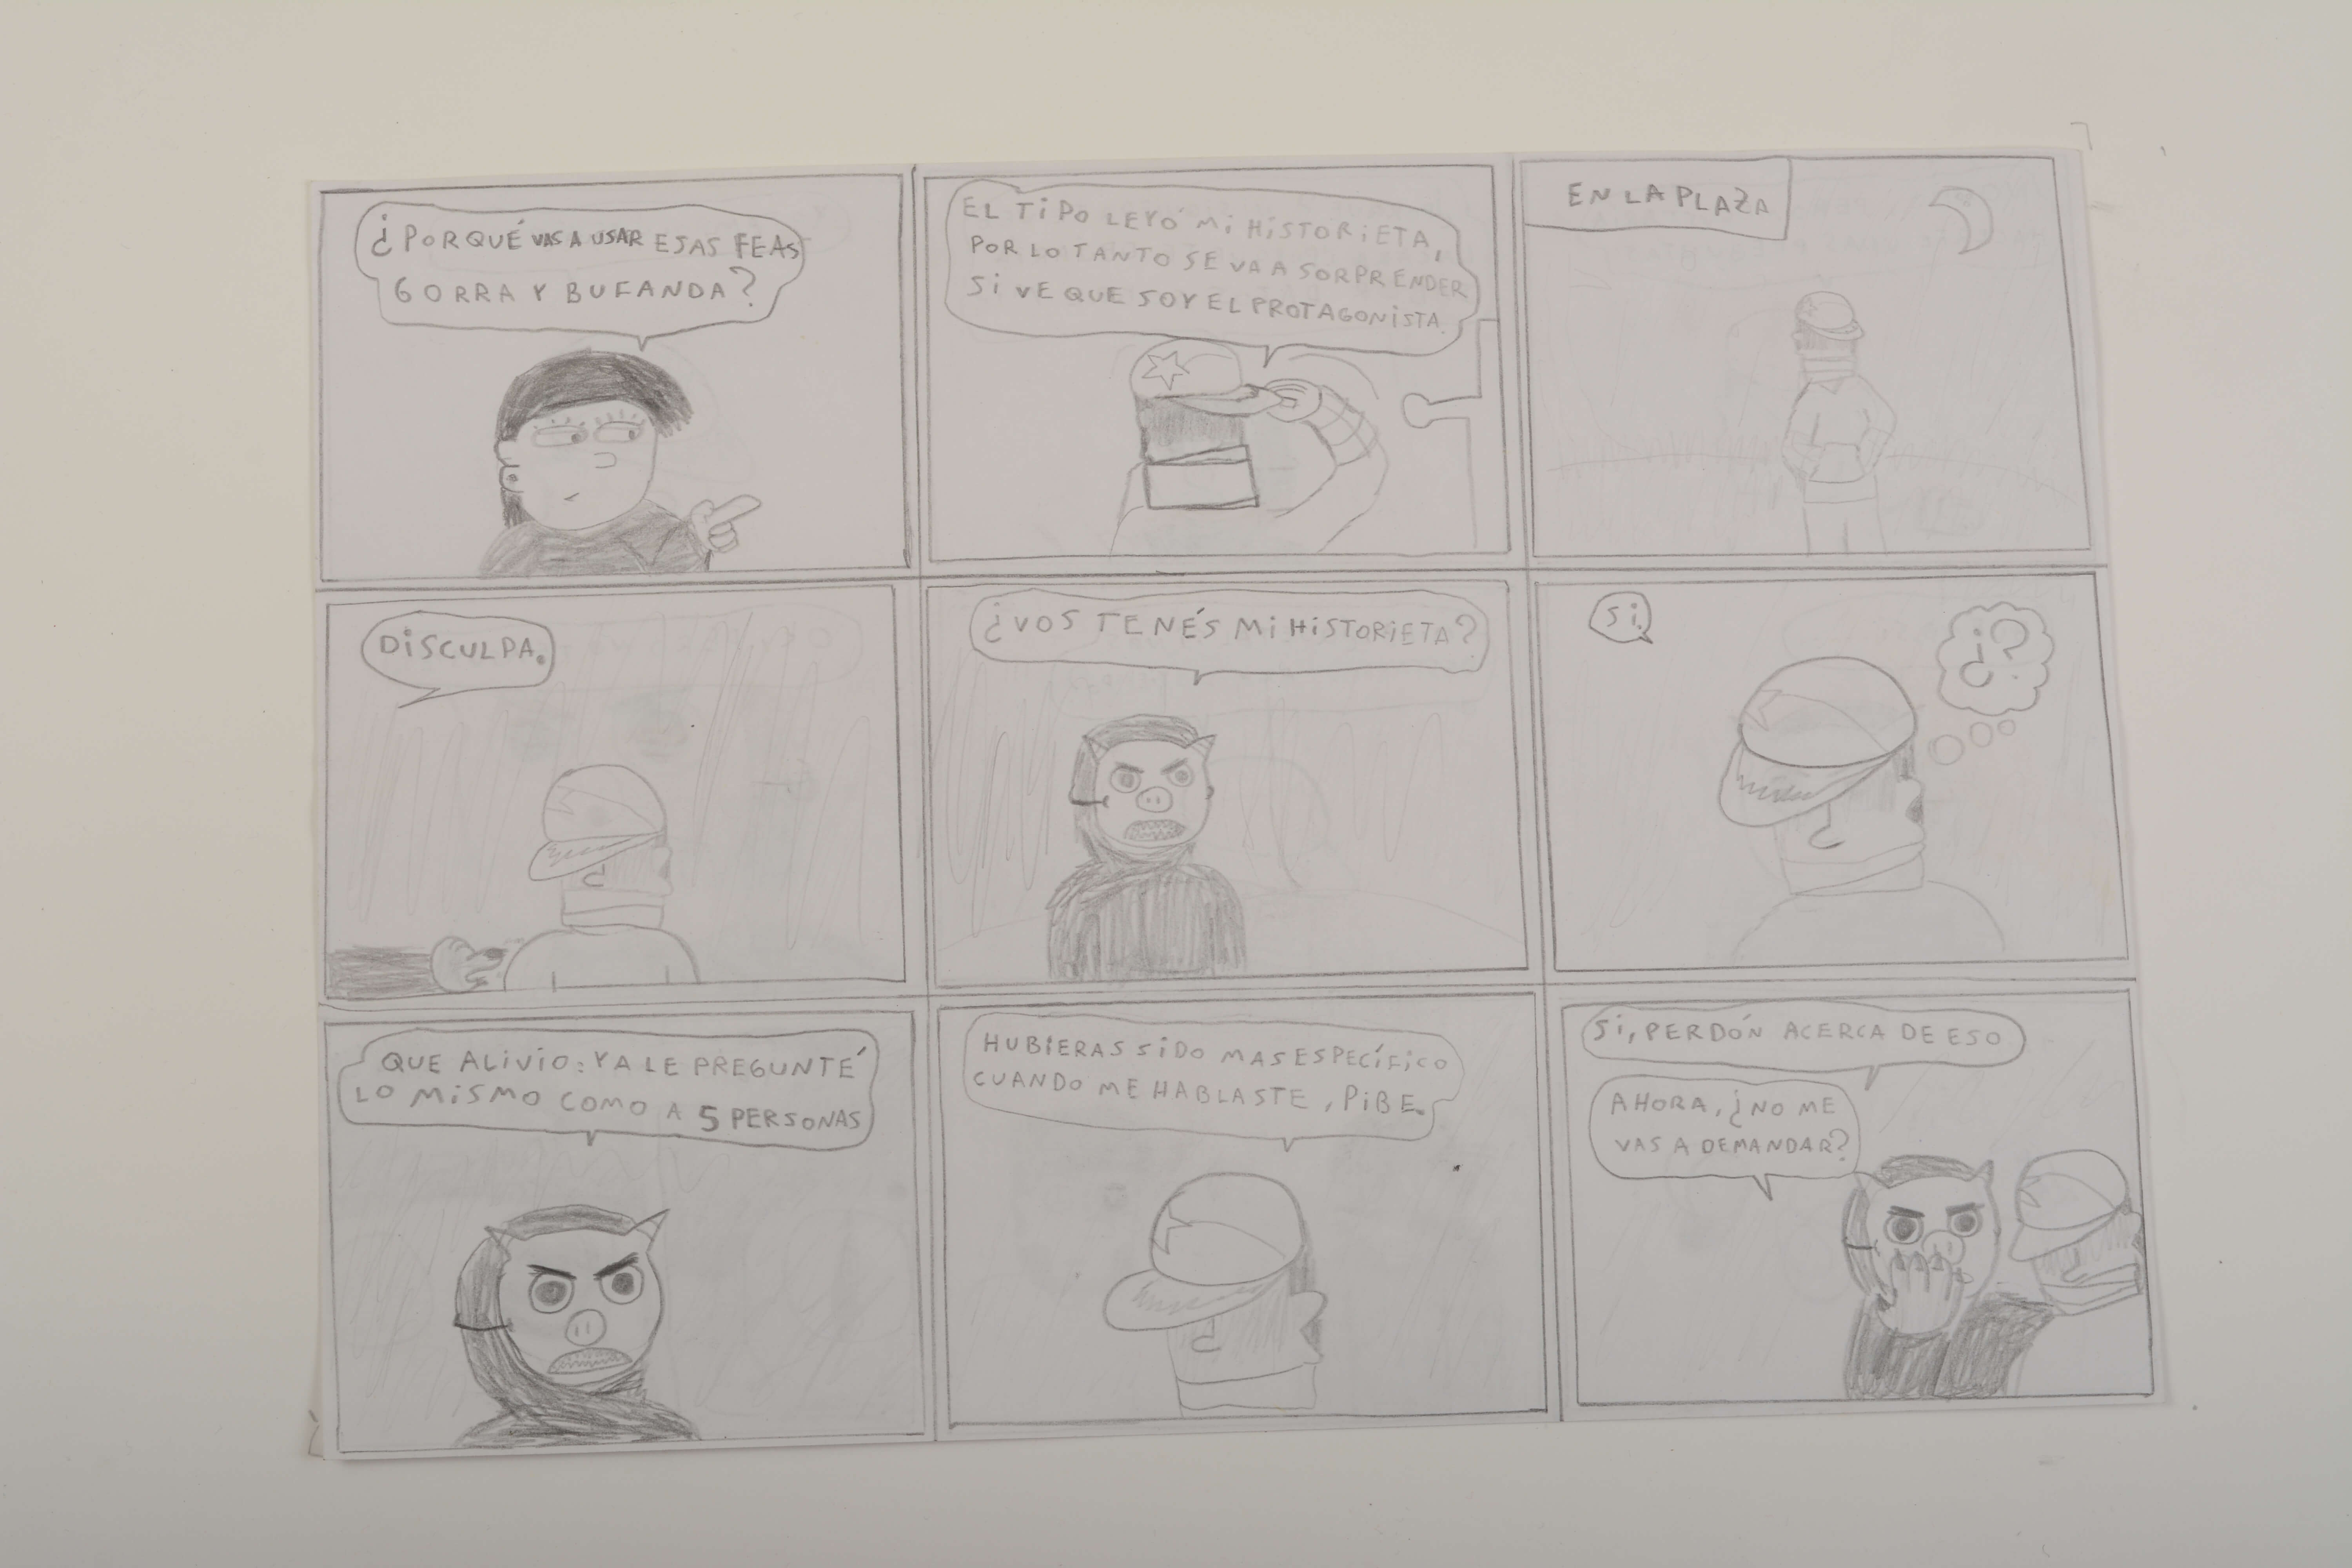 ¿PORQUÉ VAS A USAR ESAS FEAS
GORRA Y BUFANDA?
EL TIPO LEYÓ MI HISTORIETA,
POR LO TANTO SE VA A SORPRENDER
SI VE QUE SOY EL PROTAGONISTA.
EN LA PLAZA
DISCULPA.
¿VOS TENÉS MI HISTORIETA?
SI.
¿?
QUE ALIVIO: YA LE PREGUNTÉ
LO MISMO COMO A 5 PERSONAS
HUBIERAS SIDO MAS ESPECÍFICO
CUANDO ME HABLASTE, PIBE.
SI, PERDÓN ACERCA DE ESO
AHORA, ¿NO ME
VAS A DEMANDAR?